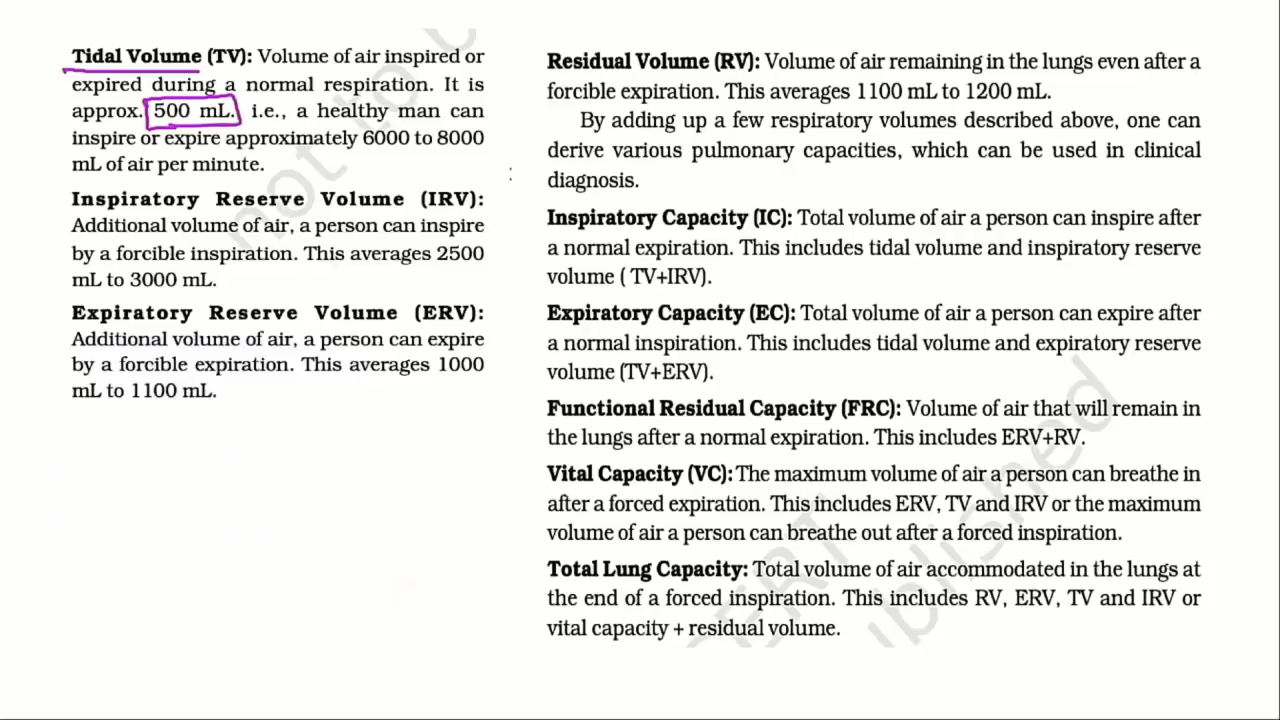 Tidal Volume (TV): Volume of air inspired or
expired during a normal respiration. It is
approx. 500 mL. i.e., a healthy man can
inspire or expire approximately 6000 to 8000
mL of air per minute.
Inspiratory Reserve Volume (IRV):
Additional volume of air, a person can inspire
by a forcible inspiration. This averages 2500
mL to 3000 mL.
Expiratory Reserve Volume (ERV):
Additional volume of air, a person can expire
by a forcible expiration. This averages 1000
mL to 1100 mL.
Residual Volume (RV): Volume of air remaining in the lungs even after a
forcible expiration. This averages 1100 mL to 1200 mL.
By adding up a few respiratory volumes described above, one can
derive various pulmonary capacities, which can be used in clinical
diagnosis.
Inspiratory Capacity (IC): Total volume of air a person can inspire after
a normal expiration. This includes tidal volume and inspiratory reserve
volume ( TV+IRV).
Expiratory Capacity (EC): Total volume of air a person can expire after
a normal inspiration. This includes tidal volume and expiratory reserve
volume (TV+ERV).
Functional Residual Capacity (FRC): Volume of air that will remain in
the lungs after a normal expiration. This includes ERV+RV.
Vital Capacity (VC): The maximum volume of air a person can breathe in
after a forced expiration. This includes ERV, TV and IRV or the maximum
volume of air a person can breathe out after a forced inspiration.
Total Lung Capacity: Total volume of air accommodated in the lungs at
the end of a forced inspiration. This includes RV, ERV, TV and IRV or
vital capacity + residual volume.
not to